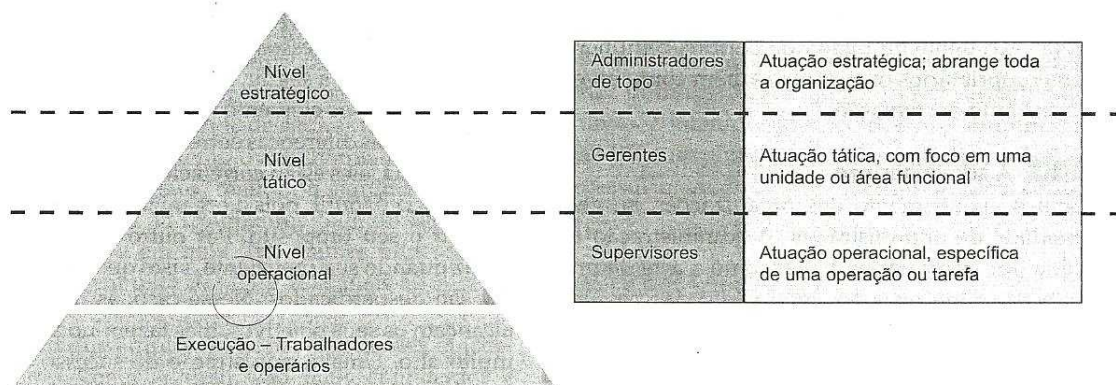 Nível
estratégico
Nível
tático
Nível
operacional
Execução – Trabalhadores
e operários
Administradores
de topo
Atuação estratégica; abrange toda
a organização
Gerentes
Atuação tática, com foco em uma
unidade ou área funcional
Supervisores
Atuação operacional, específica
de uma operação ou tarefa